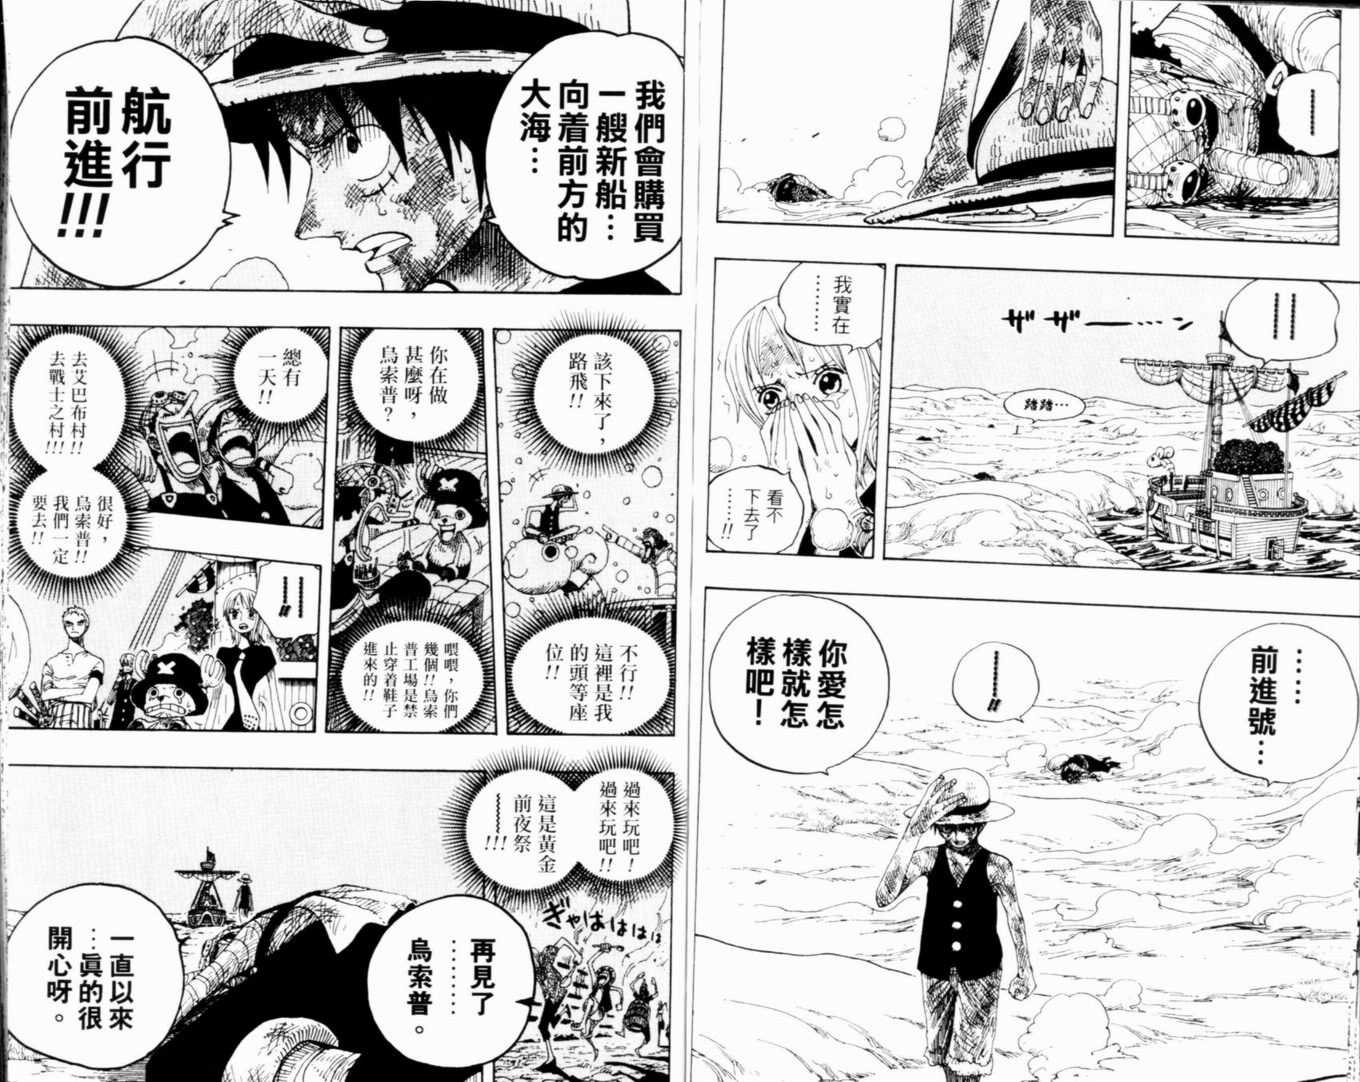 我實在
………
看不
下去了
……!!
ザザー…ン
踏踏…
……
前進號…
你愛怎
樣就怎
樣吧！
我們會購買
一艘新船…
向着前方的
大海…
航行
前進!!!
該下來了，
路飛!!
不行!!
這裡是我
的頭等座
位!!
你在做
甚麼呀，
烏索普？
喂喂，你們
幾個!!烏索
普工場是禁
止穿着鞋子
進來的!!
總有
一天!!
去艾巴布村!!
去戰士之村!!!
很好，
烏索普!!
我們一定
要去!!
過來玩吧！
過來玩吧!!
這是黃金
前夜祭
~~~!!!
ぎゃはははは
再見了
………
烏索普。
一直以來
…眞的很
開心呀。